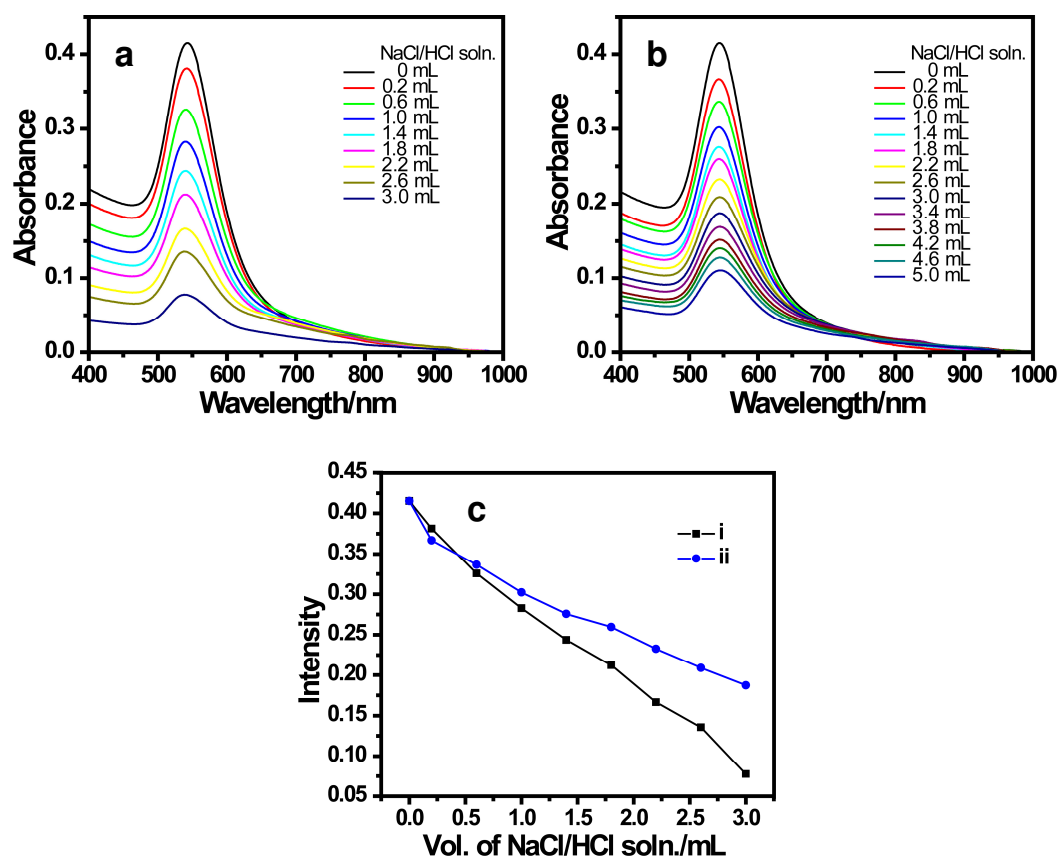 a
NaCl/HCl soln.
0 mL
0.2 mL
0.6 mL
1.0 mL
1.4 mL
1.8 mL
2.2 mL
2.6 mL
3.0 mL
0.4
0.3
0.2
0.1
0.0
Absorbance
400 500 600 700 800 900 1000
Wavelength/nm
b
NaCl/HCl soln.
0 mL
0.2 mL
0.6 mL
1.0 mL
1.4 mL
1.8 mL
2.2 mL
2.6 mL
3.0 mL
3.4 mL
3.8 mL
4.2 mL
4.6 mL
5.0 mL
0.4
0.3
0.2
0.1
0.0
Absorbance
400 500 600 700 800 900 1000
Wavelength/nm
c
i
ii
0.45
0.40
0.35
0.30
0.25
0.20
0.15
0.10
0.05
Intensity
0.0 0.5 1.0 1.5 2.0 2.5 3.0
Vol. of NaCl/HCl soln./mL